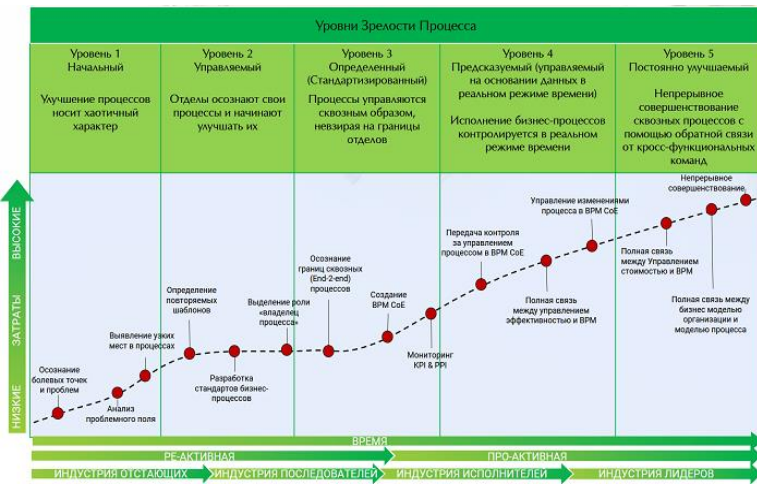 Уровни Зрелости Процесса
Уровень 1
Начальный
Улучшение процессов
носит хаотичный
характер
Уровень 2
Управляемый
Отделы осознают свои
процессы и начинают
улучшать их
Уровень 3
Определенный
(Стандартизированный)
Процессы управляются
сквозным образом,
невзирая на границы
отделов
Уровень 4
Предсказуемый (управляемый
на основании данных в
реальном режиме времени)
Исполнение бизнес-процессов
контролируется в реальном
режиме времени
Уровень 5
Постоянно улучшаемый
Непрерывное
совершенствование
сквозных процессов с
помощью обратной связи
от кросс-функциональных
команд
ВЫСОКИЕ
ЗАТРАТЫ
НИЗКИЕ
Осознание
болевых точек
и проблем
Анализ
проблемного поля
Выявление узких
мест в процессах
Определение
повторяемых
шаблонов
Разработка
стандартов бизнес-
процессов
Выделение роли
«владелец
процесса»
Осознание
границ сквозных
(End-2-end)
процессов
Создание
BPM CoE
Мониторинг
KPI & PPI
Передача контроля
за управлением
процессом в BPM CoE
Полная связь
между управлением
эффективностью и BPM
Управление изменениями
процесса в BPM CoE
Полная связь
между Управлением
стоимостью и BPM
Полная связь между
бизнес моделью
организации и
моделью процесса
Непрерывное
совершенствование
ВРЕМЯ
РЕ-АКТИВНАЯ
ПРО-АКТИВНАЯ
ИНДУСТРИЯ ОТСТАЮЩИХ
ИНДУСТРИЯ ПОСЛЕДОВАТЕЛЕЙ
ИНДУСТРИЯ ИСПОЛНИТЕЛЕЙ
ИНДУСТРИЯ ЛИДЕРОВ